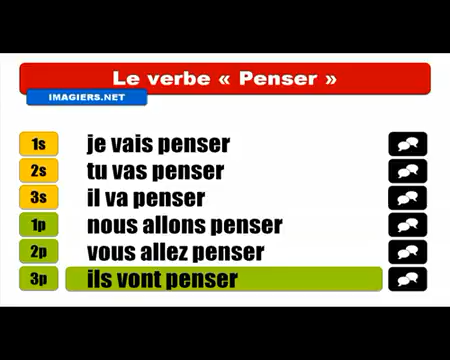 Le verbe « Penser »
IMAGIERS.NET
1s je vais penser
2s tu vas penser
3s il va penser
1p nous allons penser
2p vous allez penser
3p ils vont penser